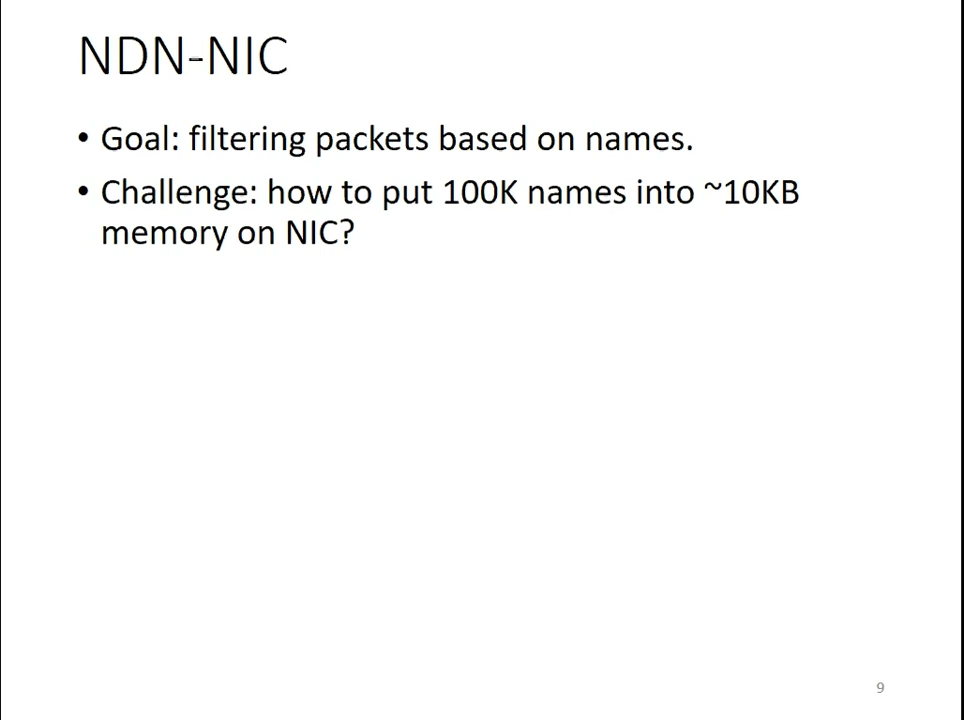 NDN-NIC
• Goal: filtering packets based on names.
• Challenge: how to put 100K names into ~10KB
memory on NIC?
9